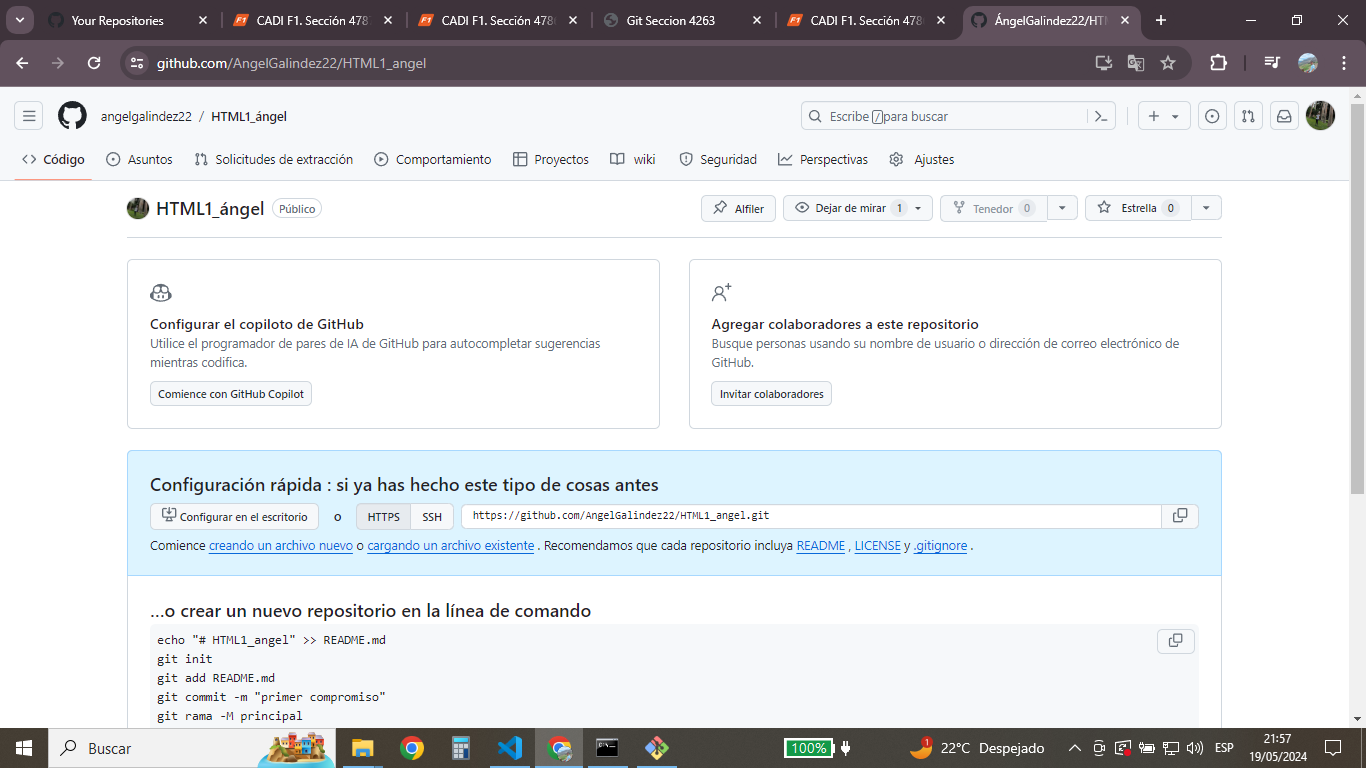 Your Repositories
CADI F1. Sección 478
CADI F1. Sección 478
Git Seccion 4263
CADI F1. Sección 478
ÁngelGalindez22/HTM
github.com/AngelGalindez22/HTML1_angel
angelgalindez22 / HTML1_ángel
Escribe / para buscar
Código
Asuntos
Solicitudes de extracción
Comportamiento
Proyectos
wiki
Seguridad
Perspectivas
Ajustes
HTML1_ángel Público
Alfiler
Dejar de mirar 1
Tenedor 0
Estrella 0
Configurar el copiloto de GitHub
Utilice el programador de pares de IA de GitHub para autocompletar sugerencias
mientras codifica.
Comience con GitHub Copilot
Agregar colaboradores a este repositorio
Busque personas usando su nombre de usuario o dirección de correo electrónico de
GitHub.
Invitar colaboradores
Configuración rápida : si ya has hecho este tipo de cosas antes
Configurar en el escritorio o HTTPS SSH https://github.com/AngelGalindez22/HTML1_angel.git
Comience creando un archivo nuevo o cargando un archivo existente . Recomendamos que cada repositorio incluya README , LICENSE y .gitignore .
...o crear un nuevo repositorio en la línea de comando
echo "# HTML1_angel" >> README.md
git init
git add README.md
git commit -m "primer compromiso"
git rama -M principal
Buscar
100%
1
22°C Despejado
ESP
21:57
19/05/2024